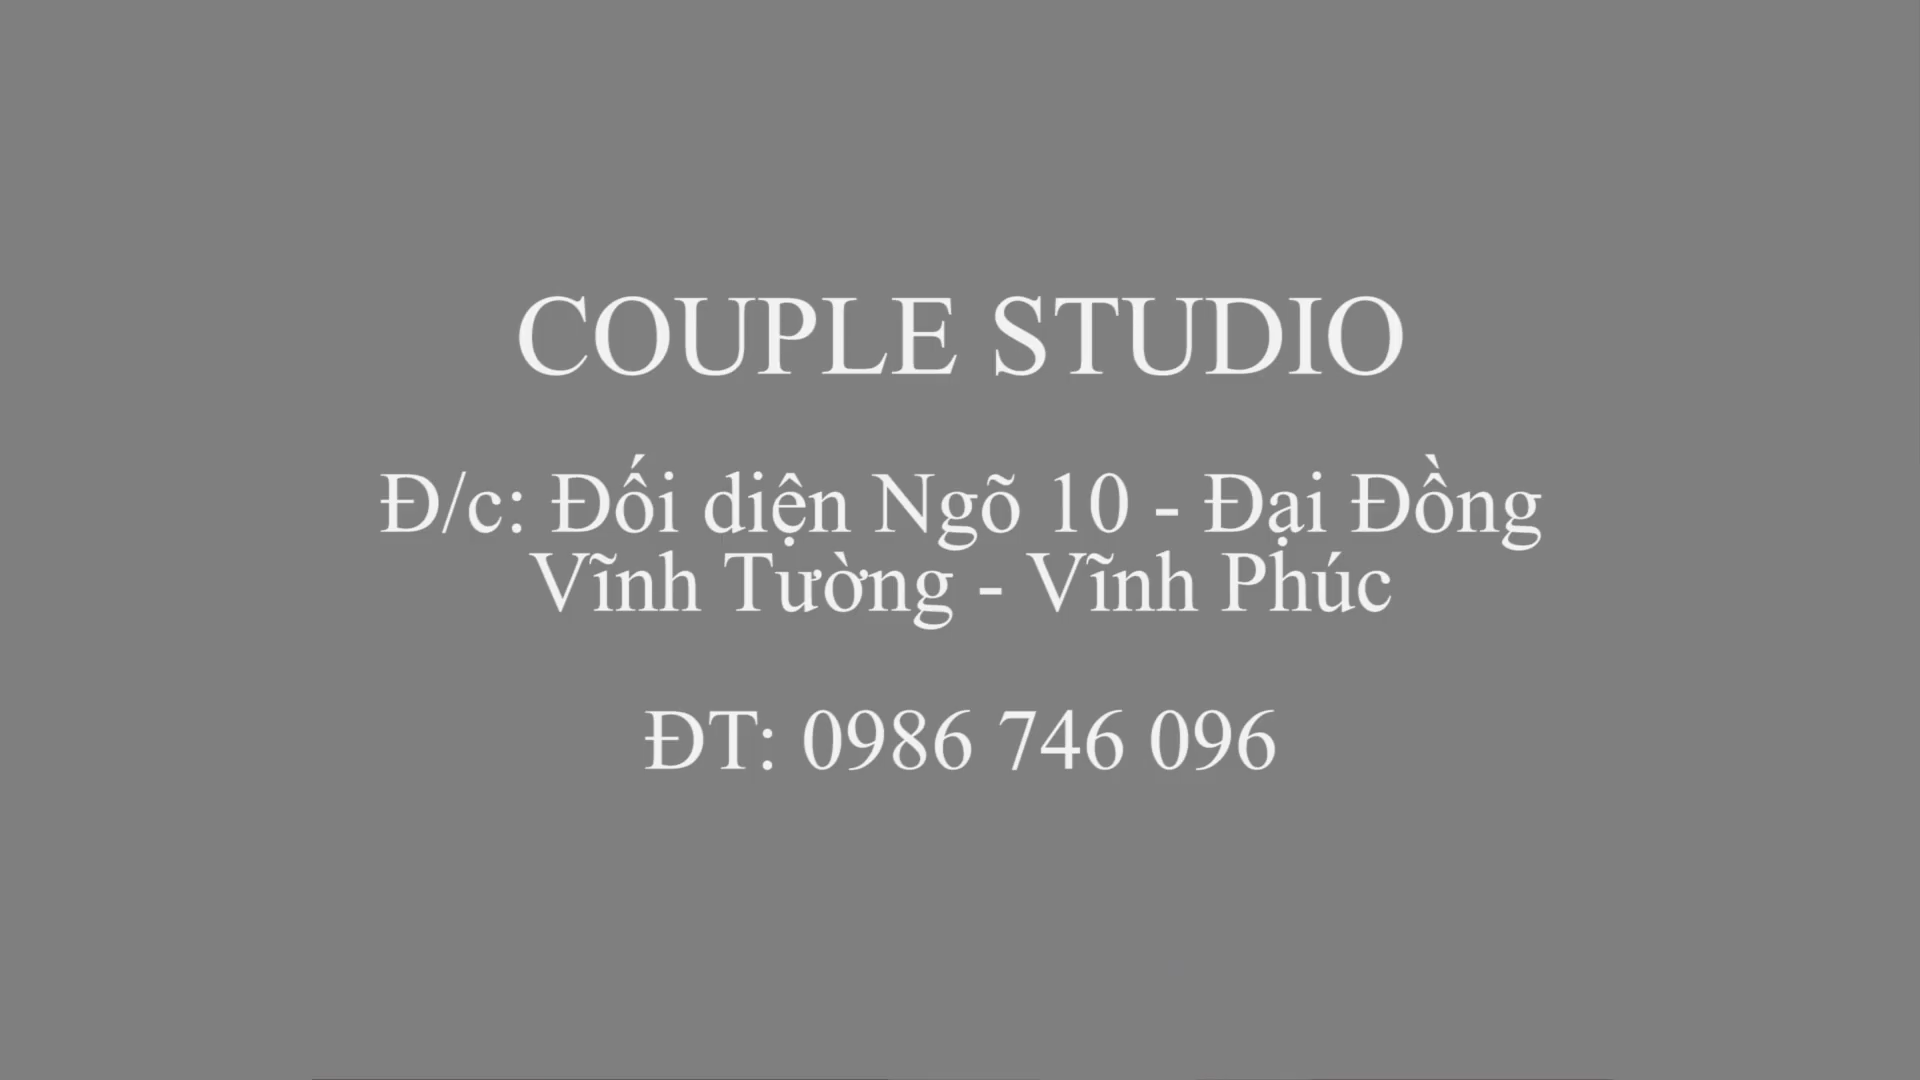 COUPLE STUDIO
Đ/c: Đối diện Ngõ 10 - Đại Đồng
Vĩnh Tường - Vĩnh Phúc
ĐT: 0986 746 096